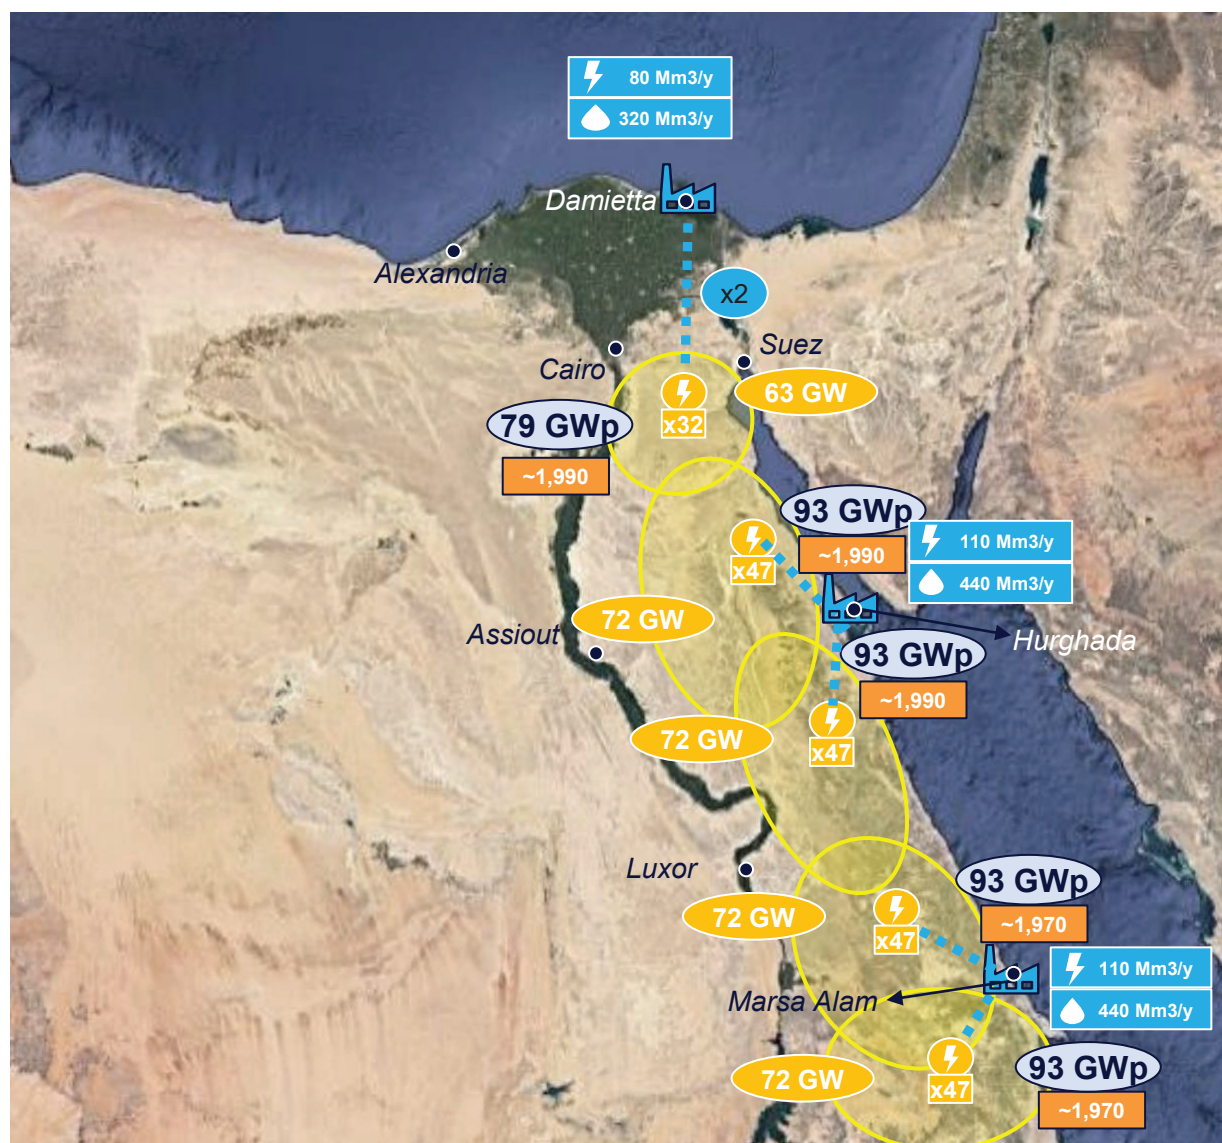 80 Mm3/y
320 Mm3/y
Damietta
Alexandria
x2
Suez
Cairo
63 GW
x32
79 GWp
~1,990
93 GWp
~1,990
x47
110 Mm3/y
440 Mm3/y
72 GW
Assiout
Hurghada
93 GWp
~1,990
72 GW
x47
Luxor
93 GWp
~1,970
72 GW
x47
110 Mm3/y
440 Mm3/y
Marsa Alam
72 GW
x47
93 GWp
~1,970